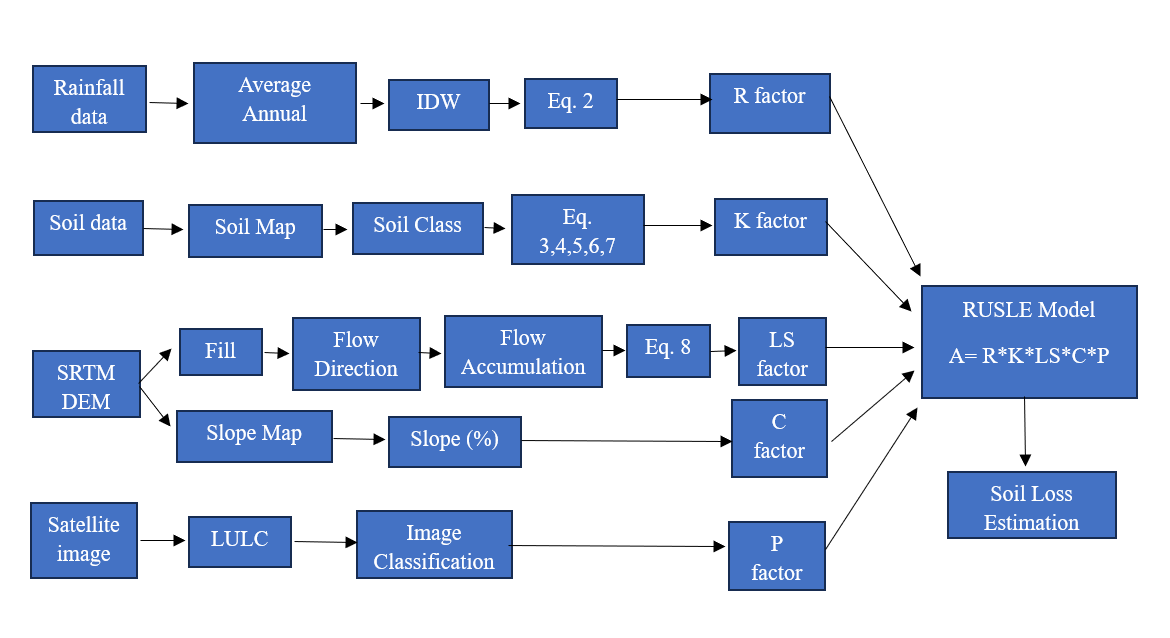 Rainfall
data
Average
Annual
IDW
Eq. 2
R factor
Soil data
Soil Map
Soil Class
Eq.
3,4,5,6,7
K factor
SRTM
DEM
Fill
Flow
Direction
Flow
Accumulation
Eq. 8
LS
factor
Slope Map
Slope (%)
C
factor
Satellite
image
LULC
Image
Classification
P
factor
RUSLE Model
A= R*K*LS*C*P
Soil Loss
Estimation